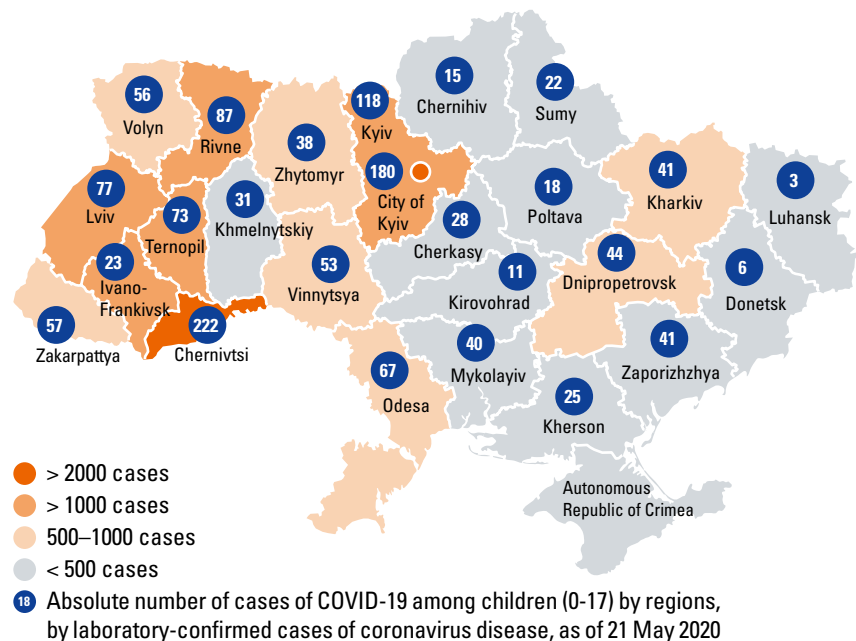 56
Volyn
87
Rivne
118
Kyiv
15
Chernihiv
22
Sumy
38
Zhytomyr
180
City of
Kyiv
77
Lviv
73
Ternopil
31
Khmelnytskiy
28
Cherkasy
18
Poltava
41
Kharkiv
3
Luhansk
23
Ivano-
Frankivsk
53
Vinnytsya
11
Kirovohrad
44
Dnipropetrovsk
6
Donetsk
57
Zakarpattya
222
Chernivtsi
67
Odesa
40
Mykolayiv
25
Kherson
41
Zaporizhzhya
Autonomous
Republic of Crimea
> 2000 cases
> 1000 cases
500–1000 cases
< 500 cases
18 Absolute number of cases of COVID-19 among children (0-17) by regions,
by laboratory-confirmed cases of coronavirus disease, as of 21 May 2020